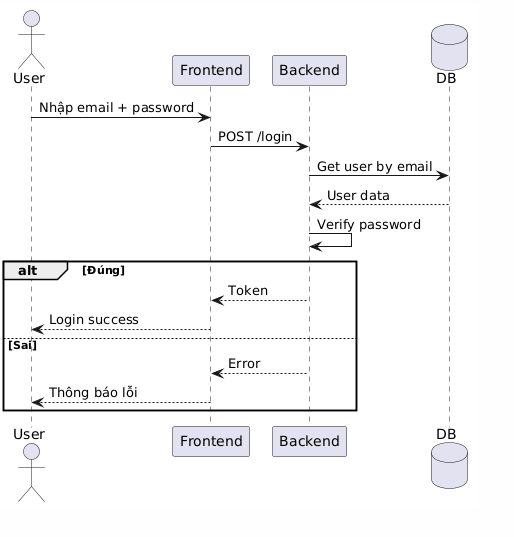 User
Frontend
Backend
DB
Nhập email + password
POST /login
Get user by email
User data
Verify password
alt [Đúng]
Token
Login success
[Sai]
Error
Thông báo lỗi
User
Frontend
Backend
DB